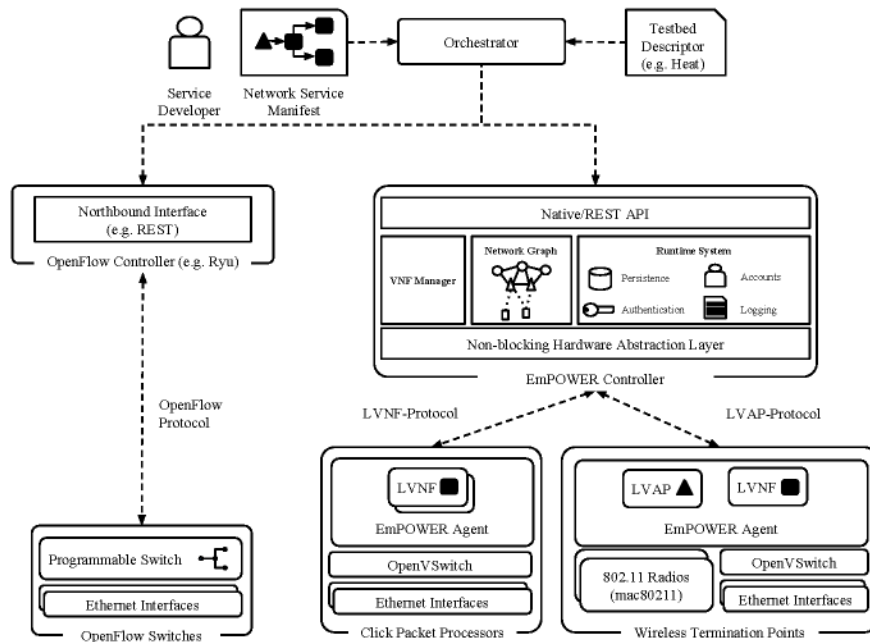 Orchestrator
Testbed
Descriptor
(e.g. Heat)
Service
Developer
Network Service
Manifest
Northbound Interface
(e.g. REST)
OpenFlow Controller (e.g. Ryu)
Native/REST API
VNF Manager
Network Graph
Runtime System
Persistence
Accounts
Authentication
Logging
Non-blocking Hardware Abstraction Layer
EmPOWER Controller
OpenFlow
Protocol
LVNF-Protocol
LVAP-Protocol
Programmable Switch
Ethernet Interfaces
OpenFlow Switches
LVNF
EmPOWER Agent
OpenVSwitch
Ethernet Interfaces
Click Packet Processors
LVAP
LVNF
EmPOWER Agent
802.11 Radios
(mac80211)
OpenVSwitch
Ethernet Interfaces
Wireless Termination Points